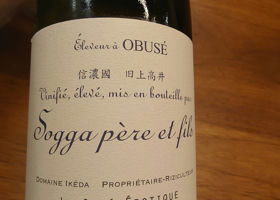 Éleveur à OBUSÉ
信濃國 旧上高井
Vinifié, élevé, mis en bouteille par
Sogga père et fils
DOMAINE IKÉDA PROPRIÉTAIRE-RIZICULTEUR